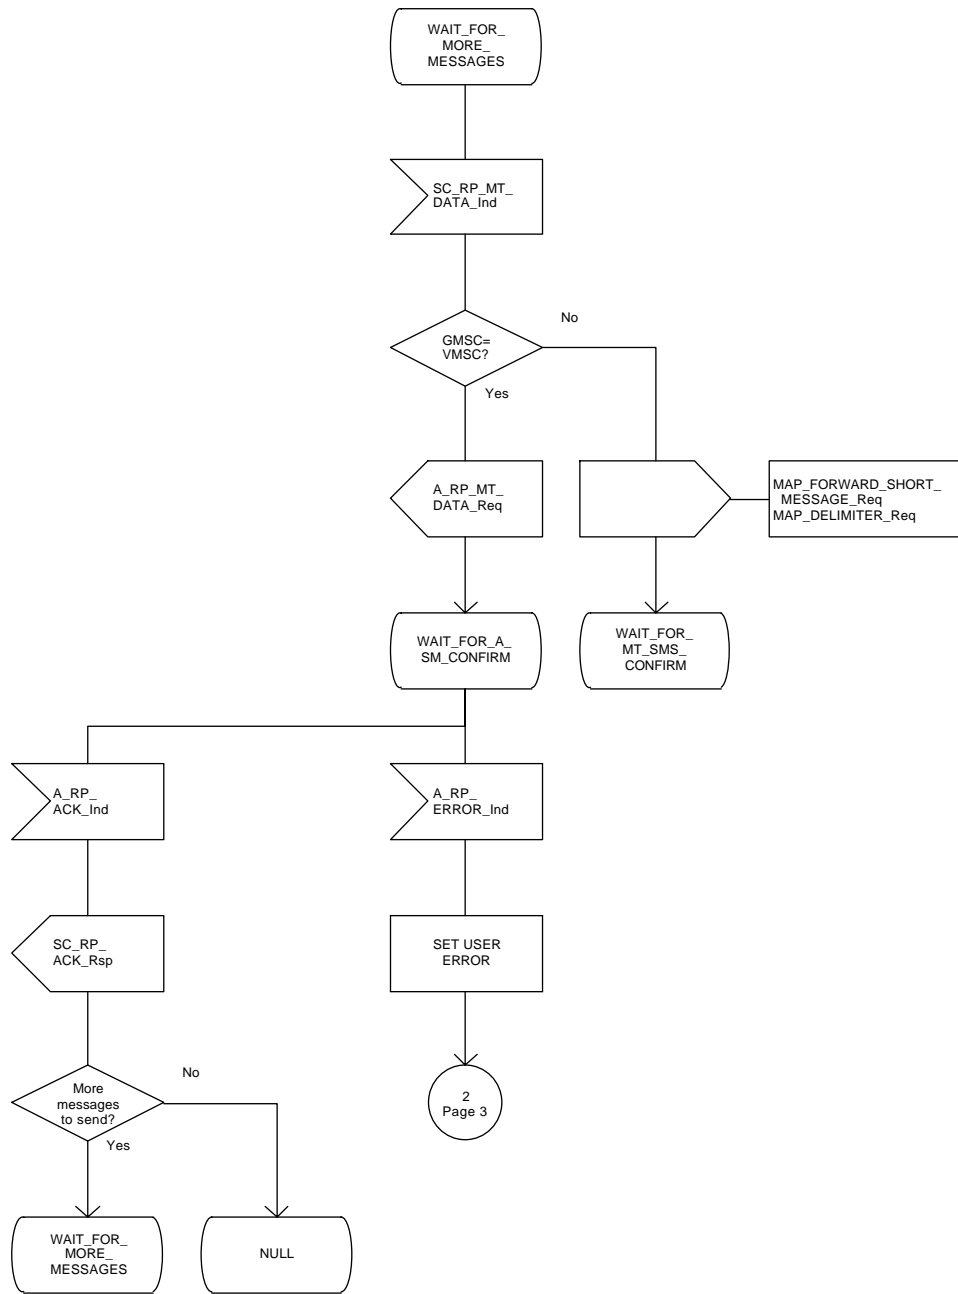 WAIT_FOR_
MORE_
MESSAGES
SC_RP_MT_
DATA_Ind
No
GMSC=
VMSC?
Yes
A_RP_MT_
DATA_Req
MAP_FORWARD_SHORT_
MESSAGE_Req
MAP_DELIMITER_Req
WAIT_FOR_A_
SM_CONFIRM
WAIT_FOR_
MT_SMS_
CONFIRM
A_RP_
ACK_Ind
A_RP_
ERROR_Ind
SC_RP_
ACK_Rsp
SET USER
ERROR
No
More
messages
to send?
Yes
2
Page 3
WAIT_FOR_
MORE_
MESSAGES
NULL